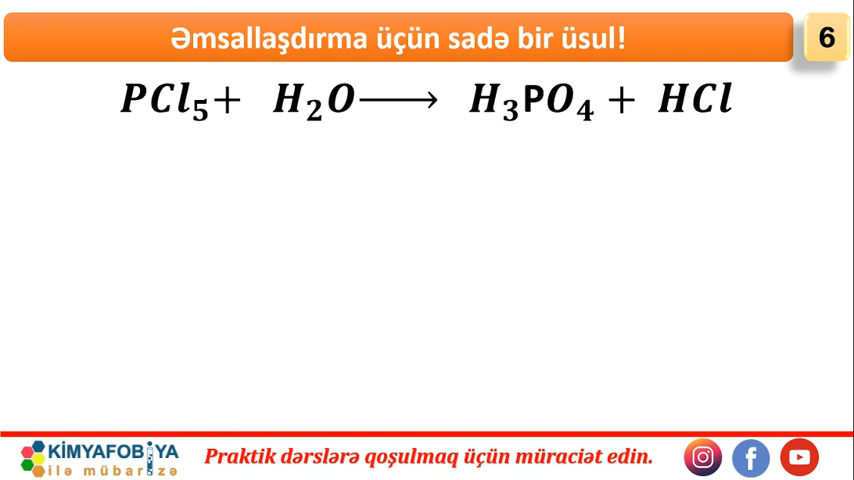 Əmsallaşdırma üçün sadə bir üsul!
6
PCl₅ + H₂O ⟶ H₃PO₄ + HCl
KİMYAFOBİYA
ilə mübarizə
Praktik dərslərə qoşulmaq üçün müraciət edin.